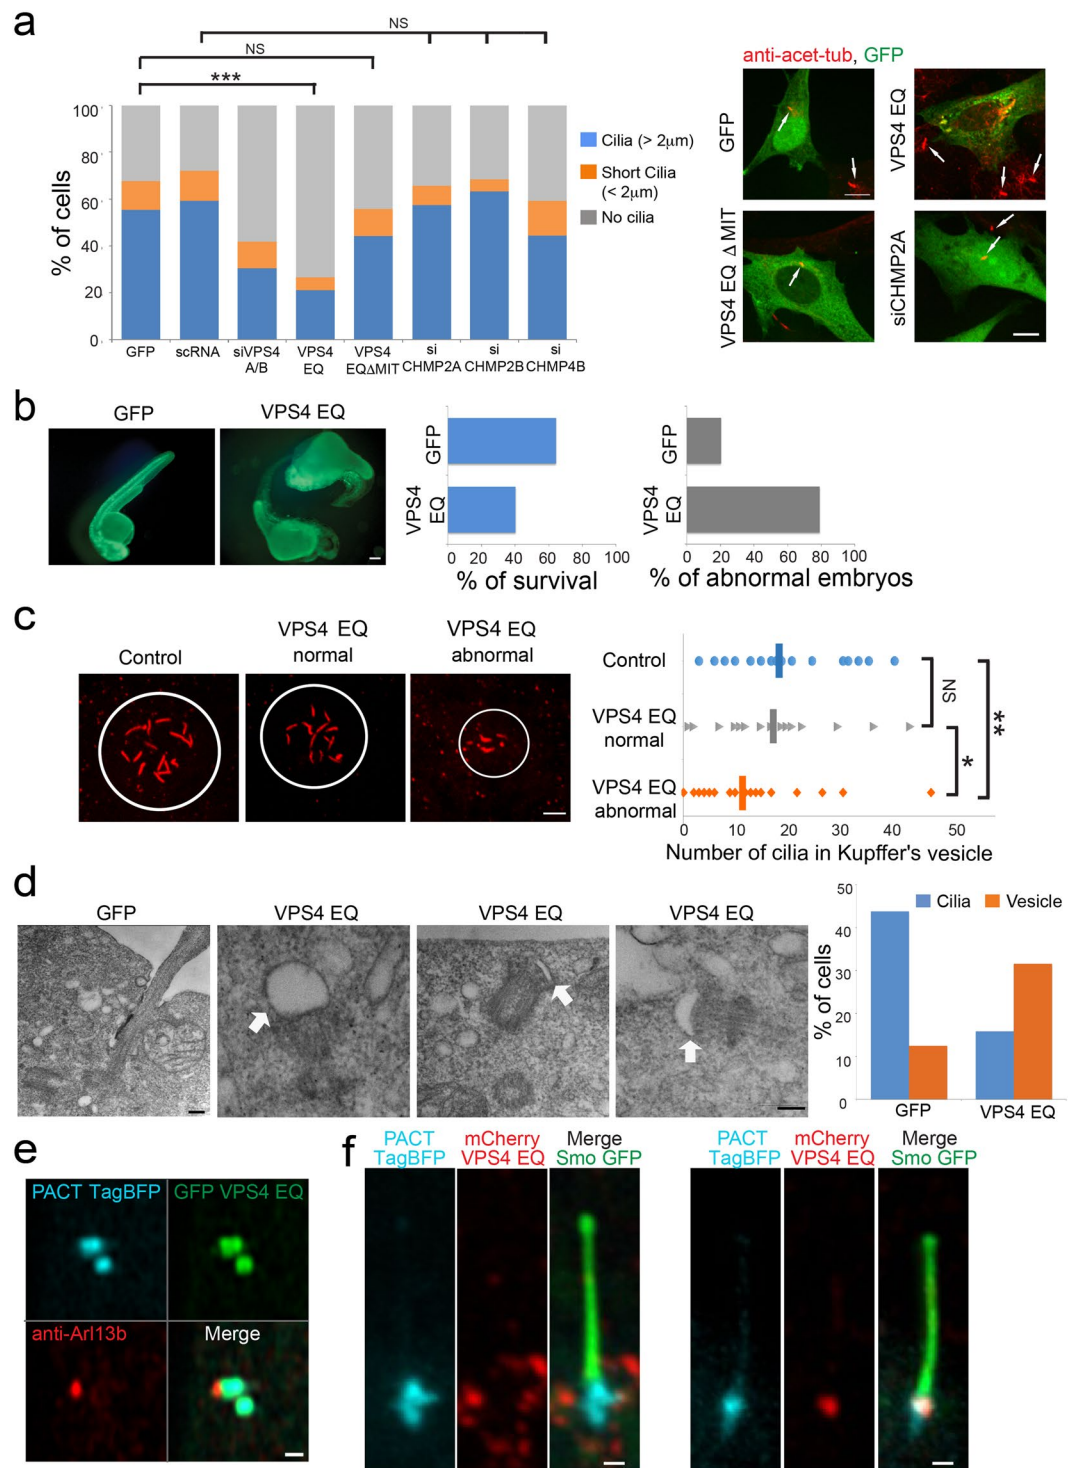 a
NS
NS
***
100
80
60
40
20
0
% of cells
GFP
scRNA
siVPS4 A/B
VPS4 EQ
VPS4 EQΔMIT
si CHMP2A
si CHMP2B
si CHMP4B
Cilia (> 2μm)
Short Cilia
(< 2μm)
No cilia
anti-acet-tub, GFP
GFP
VPS4 EQ
VPS4 EQ Δ MIT
siCHMP2A
b
GFP
VPS4 EQ
GFP
VPS4 EQ
0 20 40 60 80 100
% of survival
GFP
VPS4 EQ
0 20 40 60 80 100
% of abnormal embryos
c
Control
VPS4 EQ
normal
VPS4 EQ
abnormal
Control
VPS4 EQ
normal
VPS4 EQ
abnormal
NS
*
**
0 10 20 30 40 50
Number of cilia in Kupffer's vesicle
d
GFP
VPS4 EQ
VPS4 EQ
VPS4 EQ
50
40
30
20
10
0
% of cells
Cilia Vesicle
GFP VPS4 EQ
e
PACT TagBFP
GFP VPS4 EQ
anti-Arl13b
Merge
f
PACT
TagBFP
mCherry
VPS4 EQ
Merge
Smo GFP
PACT
TagBFP
mCherry
VPS4 EQ
Merge
Smo GFP